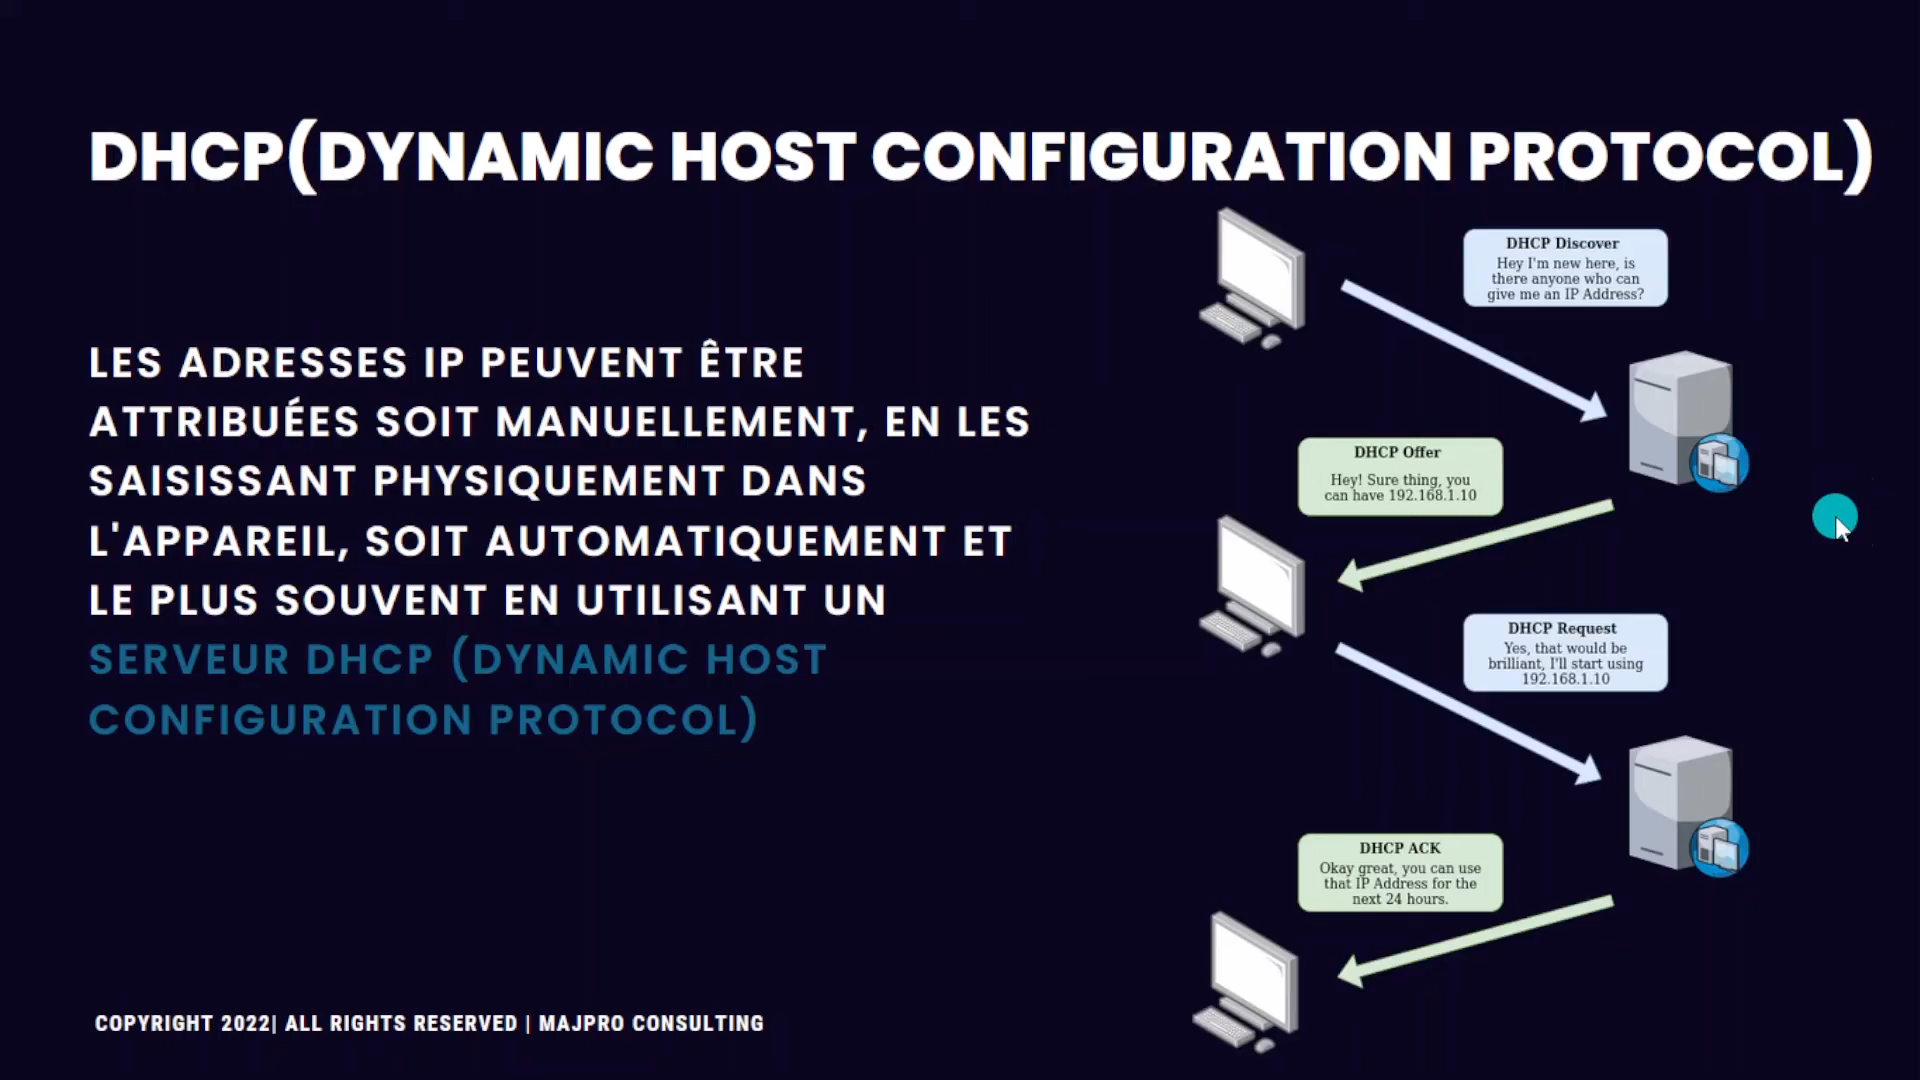 DHCP(DYNAMIC HOST CONFIGURATION PROTOCOL)
LES ADRESSES IP PEUVENT ÊTRE
ATTRIBUÉES SOIT MANUELLEMENT, EN LES
SAISISSANT PHYSIQUEMENT DANS
L'APPAREIL, SOIT AUTOMATIQUEMENT ET
LE PLUS SOUVENT EN UTILISANT UN
SERVEUR DHCP (DYNAMIC HOST
CONFIGURATION PROTOCOL)
DHCP Discover
Hey I'm new here, is
there anyone who can
give me an IP Address?
DHCP Offer
Hey! Sure thing, you
can have 192.168.1.10
DHCP Request
Yes, that would be
brilliant, I'll start using
192.168.1.10
DHCP ACK
Okay great, you can use
that IP Address for the
next 24 hours.
COPYRIGHT 2022| ALL RIGHTS RESERVED | MAJPRO CONSULTING